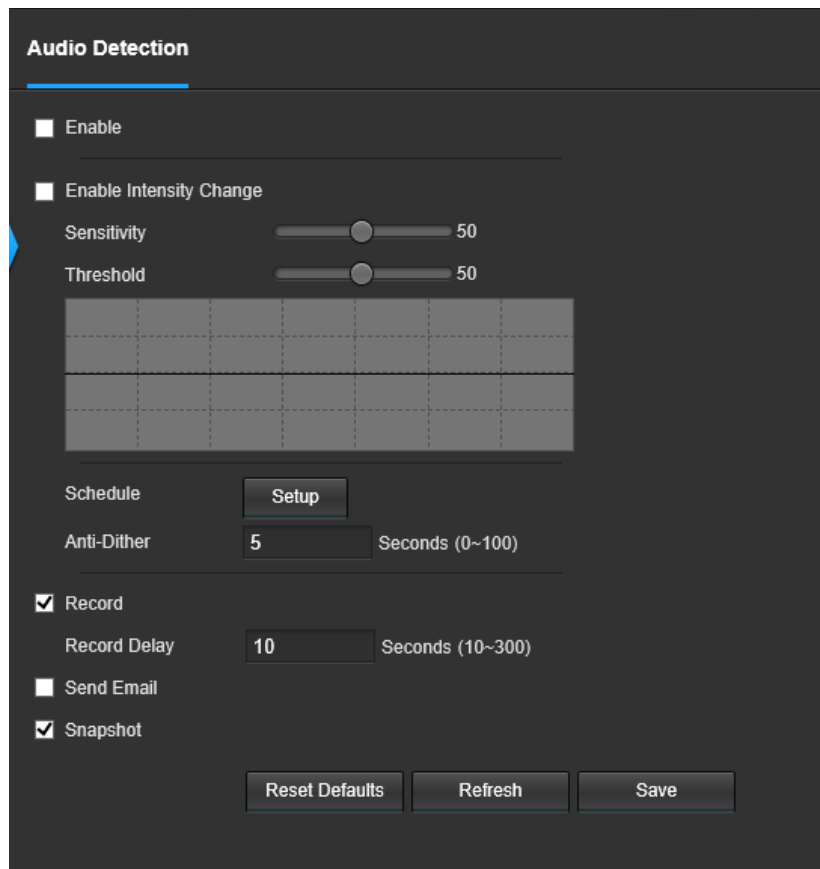 Audio Detection
Enable
Enable Intensity Change
Sensitivity 50
Threshold 50
Schedule Setup
Anti-Dither 5 Seconds (0~100)
Record
Record Delay 10 Seconds (10~300)
Send Email
Snapshot
Reset Defaults Refresh Save